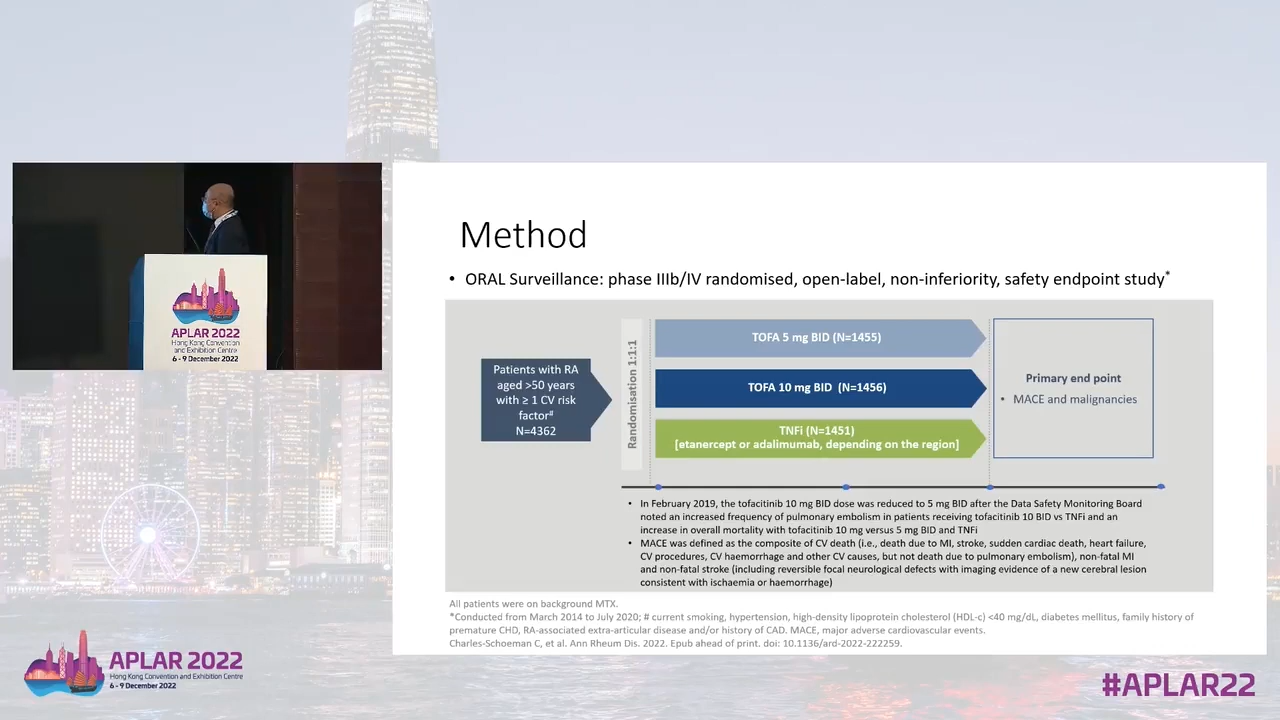 APLAR 2022
Hong Kong Convention
and Exhibition Centre
6 - 9 December 2022
Method
• ORAL Surveillance: phase IIIb/IV randomised, open-label, non-inferiority, safety endpoint study*
Patients with RA
aged >50 years
with ≥ 1 CV risk
factor#
N=4362
Randomisation 1:1:1
TOFA 5 mg BID (N=1455)
TOFA 10 mg BID (N=1456)
TNFi (N=1451)
[etanercept or adalimumab, depending on the region]
Primary end point
• MACE and malignancies
• In February 2019, the tofacitinib 10 mg BID dose was reduced to 5 mg BID after the Data Safety Monitoring Board
noted an increased frequency of pulmonary embolism in patients receiving tofacitinib 10 BID vs TNFi and an
increase in overall mortality with tofacitinib 10 mg versus 5 mg BID and TNFi
• MACE was defined as the composite of CV death (i.e., death due to MI, stroke, sudden cardiac death, heart failure,
CV procedures, CV haemorrhage and other CV causes, but not death due to pulmonary embolism), non-fatal MI
and non-fatal stroke (including reversible focal neurological defects with imaging evidence of a new cerebral lesion
consistent with ischaemia or haemorrhage)
All patients were on background MTX.
*Conducted from March 2014 to July 2020; # current smoking, hypertension, high-density lipoprotein cholesterol (HDL-c) <40 mg/dL, diabetes mellitus, family history of
premature CHD, RA-associated extra-articular disease and/or history of CAD. MACE, major adverse cardiovascular events.
Charles-Schoeman C, et al. Ann Rheum Dis. 2022. Epub ahead of print. doi: 10.1136/ard-2022-222259.
APLAR 2022
Hong Kong Convention and Exhibition Centre
6 - 9 December 2022
#APLAR22